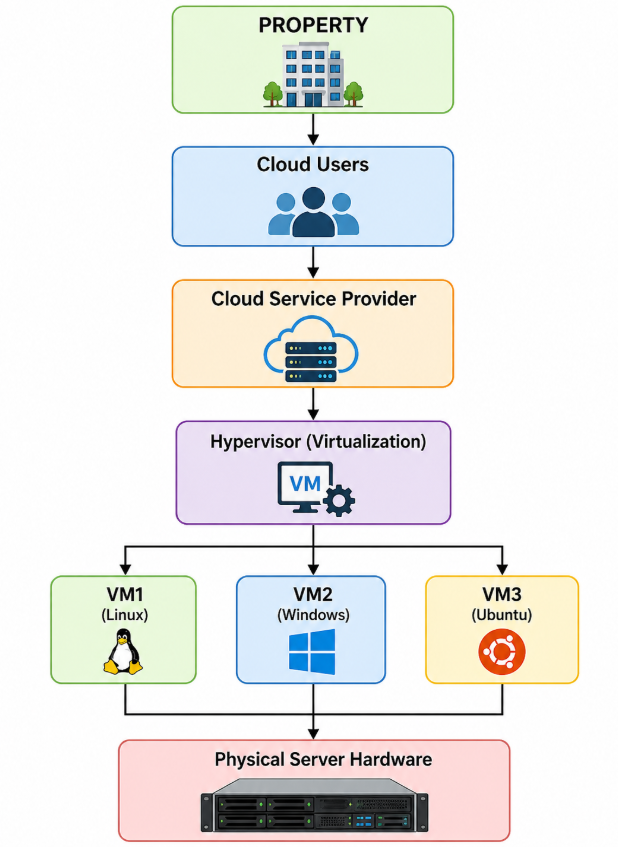 PROPERTY
Cloud Users
Cloud Service Provider
Hypervisor (Virtualization)
VM
VM1
(Linux)
VM2
(Windows)
VM3
(Ubuntu)
Physical Server Hardware